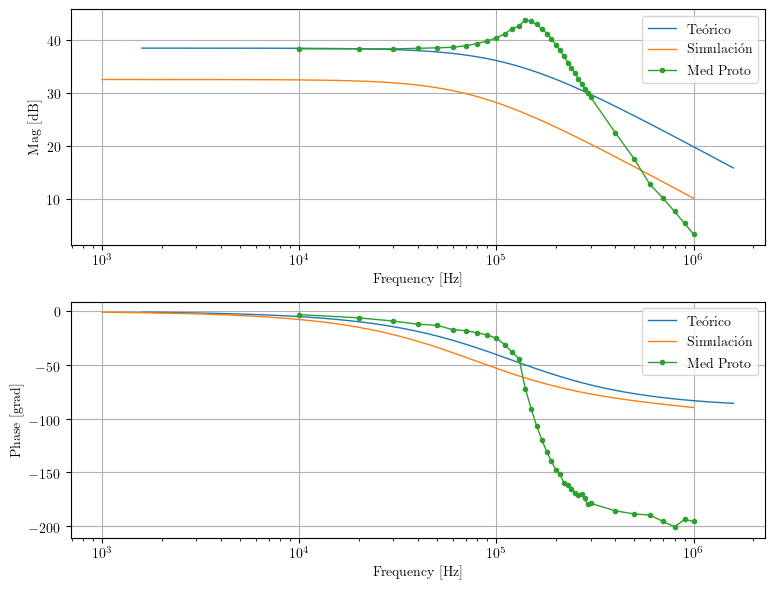 Mag [dB]
40
30
20
10
Teórico
Simulación
Med Proto
10³
10⁴
10⁵
10⁶
Frequency [Hz]
Phase [grad]
0
−50
−100
−150
−200
Teórico
Simulación
Med Proto
10³
10⁴
10⁵
10⁶
Frequency [Hz]